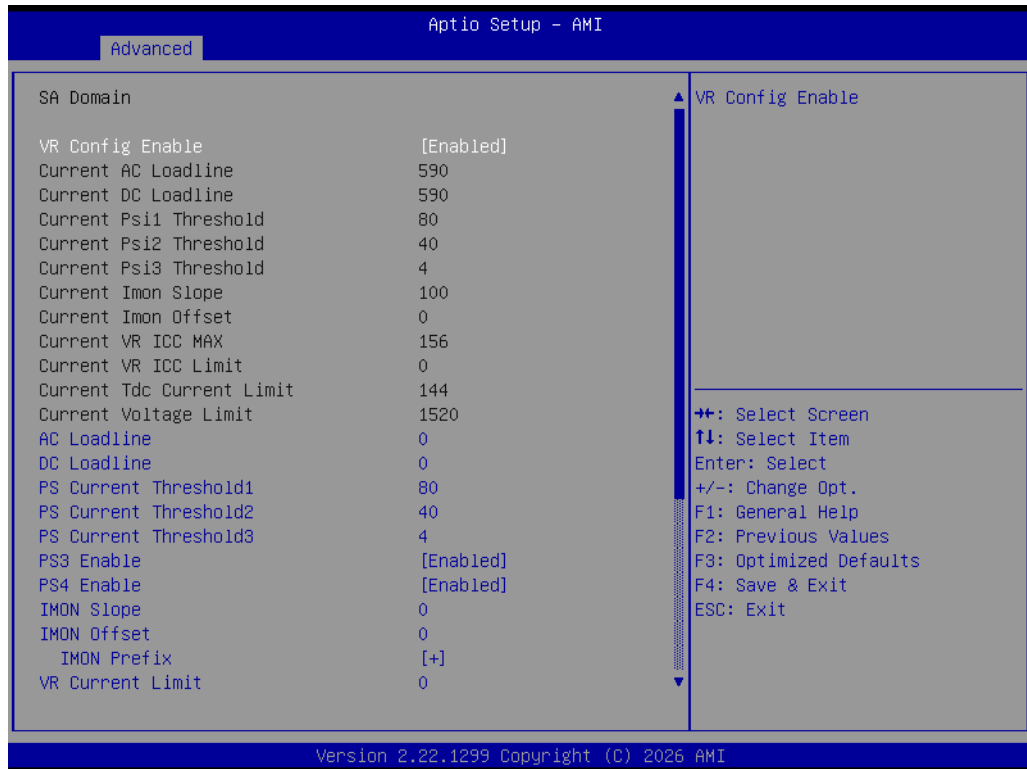 Aptio Setup – AMI
Advanced
SA Domain
VR Config Enable [Enabled]
Current AC Loadline 590
Current DC Loadline 590
Current Psi1 Threshold 80
Current Psi2 Threshold 40
Current Psi3 Threshold 4
Current Imon Slope 100
Current Imon Offset 0
Current VR ICC MAX 156
Current VR ICC Limit 0
Current Tdc Current Limit 144
Current Voltage Limit 1520
AC Loadline 0
DC Loadline 0
PS Current Threshold1 80
PS Current Threshold2 40
PS Current Threshold3 4
PS3 Enable [Enabled]
PS4 Enable [Enabled]
IMON Slope 0
IMON Offset 0
IMON Prefix [+]
VR Current Limit 0
VR Config Enable
→←: Select Screen
↑↓: Select Item
Enter: Select
+/-: Change Opt.
F1: General Help
F2: Previous Values
F3: Optimized Defaults
F4: Save & Exit
ESC: Exit
Version 2.22.1299 Copyright (C) 2026 AMI